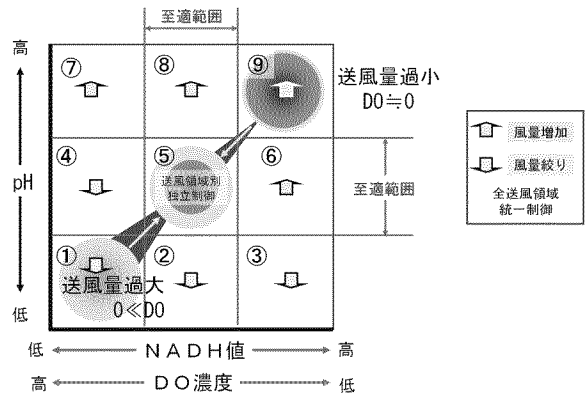 至適範囲
高
⑦
⑧
⑨
送風量過小
DO≒0
④
⑤
⑥
送風領域別
独立制御
pH
至適範囲
①
②
③
送風量過大
0≪DO
低
低 NADH値 高
高 DO濃度 低
風量増加
風量絞り
全送風領域
統一制御